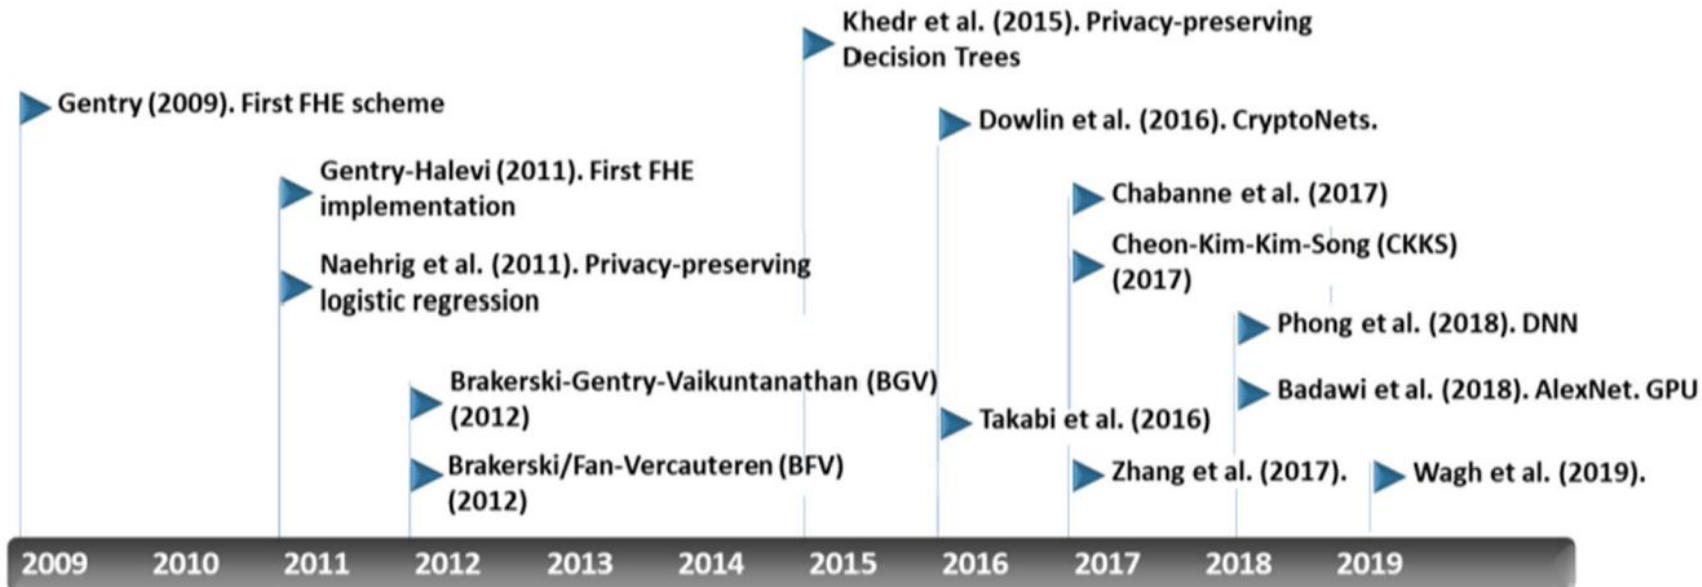 Khedr et al. (2015). Privacy-preserving
Decision Trees
Gentry (2009). First FHE scheme
Dowlin et al. (2016). CryptoNets.
Gentry-Halevi (2011). First FHE
implementation
Chabanne et al. (2017)
Cheon-Kim-Kim-Song (CKKS)
(2017)
Naehrig et al. (2011). Privacy-preserving
logistic regression
Phong et al. (2018). DNN
Brakerski-Gentry-Vaikuntanathan (BGV)
(2012)
Badawi et al. (2018). AlexNet. GPU
Takabi et al. (2016)
Brakerski/Fan-Vercauteren (BFV)
(2012)
Zhang et al. (2017).
Wagh et al. (2019).
2009 2010 2011 2012 2013 2014 2015 2016 2017 2018 2019